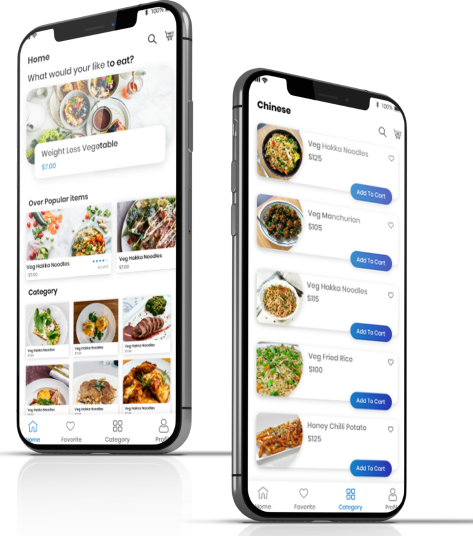 100%
Home
What would your like to eat?
Weight Loss Vegetable
$7.00
Over Popular items
Veg Hakka Noodles
$7.00
Veg Hakka Noodles
$7.00
Category
Veg Hakka Noodles
Veg Hakka Noodles
Veg Hakka Noodles
Veg Hakka Noodles
Veg Hakka Noodles
Veg Hakka Noodles
Home
Favorite
Category
Profi
100%
Chinese
Veg Hakka Noodles
$125
Add To Cart
Veg Manchurian
$105
Add To Cart
Veg Hakka Noodles
$115
Add To Cart
Veg Fried Rice
$100
Add To Cart
Honey Chilli Potato
$125
Add To Cart
Home
Favorite
Category
Profi